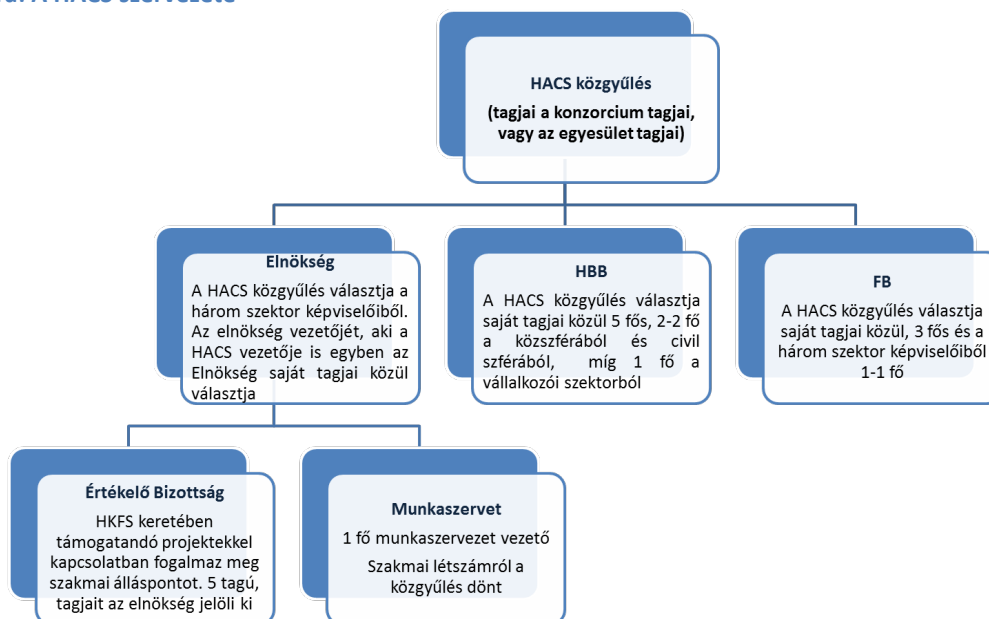 A HACS szervezete
HACS közgyűlés
(tagjai a konzorcium tagjai,
vagy az egyesület tagjai)
Elnökség
A HACS közgyűlés választja a
három szektor képviselőiből.
Az elnökség vezetőjét, aki a
HACS vezetője is egyben az
Elnökség saját tagjai közül
választja
HBB
A HACS közgyűlés választja
saját tagjai közül 5 fős, 2-2 fő
a közszférából és civil
szférából, míg 1 fő a
vállalkozói szektorból
FB
A HACS közgyűlés választja
saját tagjai közül, 3 fős és a
három szektor képviselőiből
1-1 fő
Értékelő Bizottság
HKFS keretében
támogatandó projektekkel
kapcsolatban fogalmaz meg
szakmai álláspontot. 5 tagú,
tagjait az elnökség jelöli ki
Munkaszervet
1 fő munkaszervezet vezető
Szakmai létszámról a
közgyűlés dönt